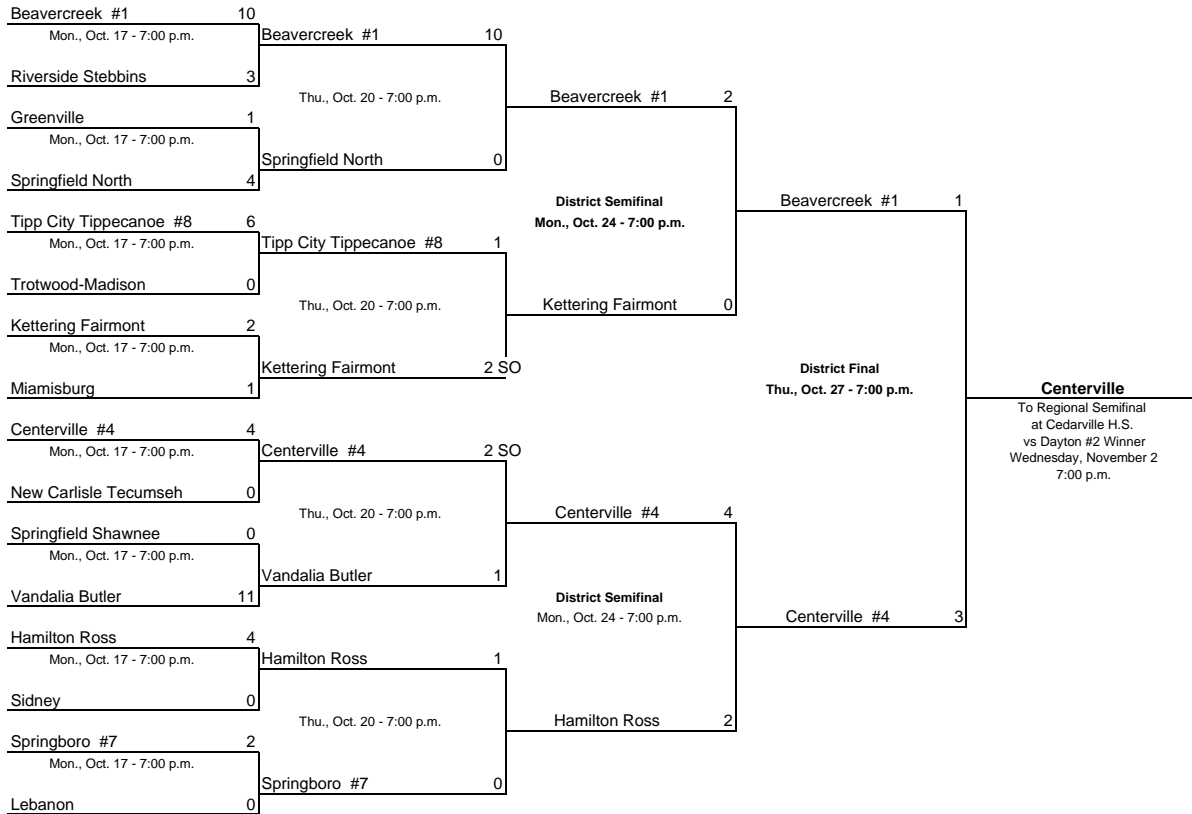 Beavercreek #1 10
Mon., Oct. 17 - 7:00 p.m.
Riverside Stebbins 3
Greenville 1
Mon., Oct. 17 - 7:00 p.m.
Springfield North 4
Tipp City Tippecanoe #8 6
Mon., Oct. 17 - 7:00 p.m.
Trotwood-Madison 0
Kettering Fairmont 2
Mon., Oct. 17 - 7:00 p.m.
Miamisburg 1
Centerville #4 4
Mon., Oct. 17 - 7:00 p.m.
New Carlisle Tecumseh 0
Springfield Shawnee 0
Mon., Oct. 17 - 7:00 p.m.
Vandalia Butler 11
Hamilton Ross 4
Mon., Oct. 17 - 7:00 p.m.
Sidney 0
Springboro #7 2
Mon., Oct. 17 - 7:00 p.m.
Lebanon 0
Beavercreek #1 10
Thu., Oct. 20 - 7:00 p.m.
Springfield North 0
Tipp City Tippecanoe #8 1
Thu., Oct. 20 - 7:00 p.m.
Kettering Fairmont 2 SO
Centerville #4 2 SO
Thu., Oct. 20 - 7:00 p.m.
Vandalia Butler 1
Hamilton Ross 1
Thu., Oct. 20 - 7:00 p.m.
Springboro #7 0
Beavercreek #1 2
District Semifinal
Mon., Oct. 24 - 7:00 p.m.
Kettering Fairmont 0
Centerville #4 4
District Semifinal
Mon., Oct. 24 - 7:00 p.m.
Hamilton Ross 2
Beavercreek #1 1
District Final
Thu., Oct. 27 - 7:00 p.m.
Centerville #4 3
Centerville
To Regional Semifinal
at Cedarville H.S.
vs Dayton #2 Winner
Wednesday, November 2
7:00 p.m.